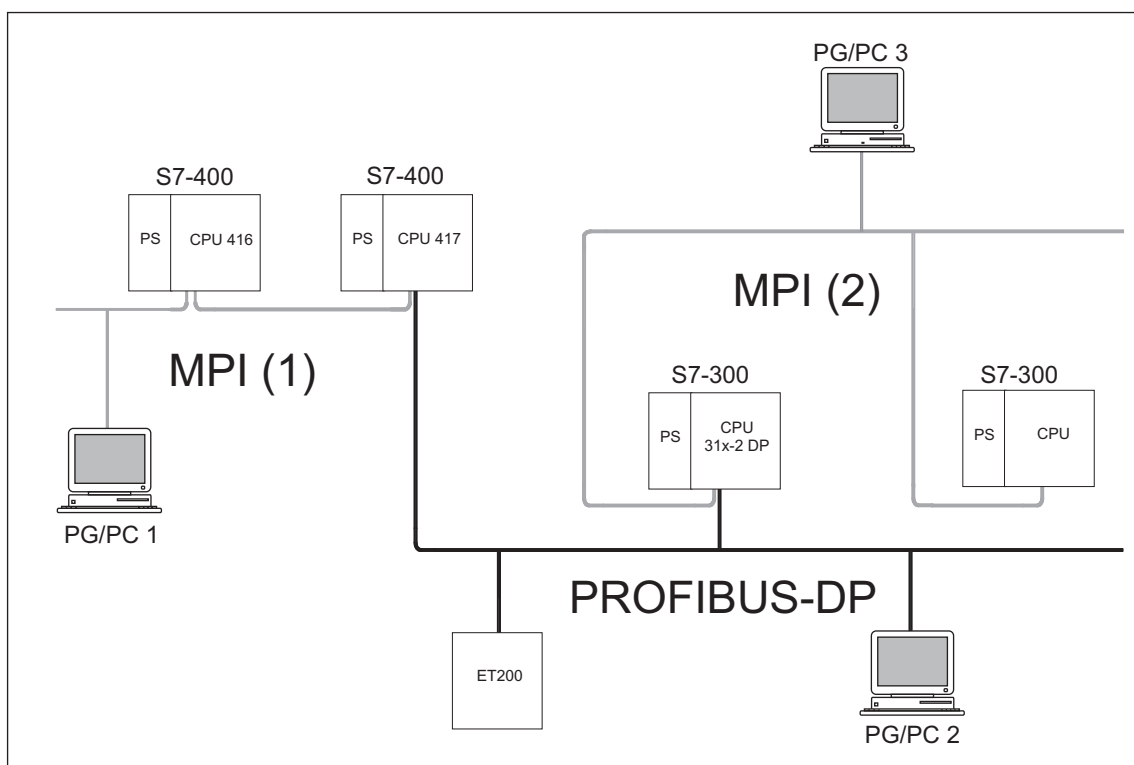 PG/PC 3
S7-400
S7-400
PS
CPU 416
PS
CPU 417
MPI (2)
MPI (1)
S7-300
S7-300
PS
CPU
31x-2 DP
PS
CPU
PG/PC 1
PROFIBUS-DP
ET200
PG/PC 2